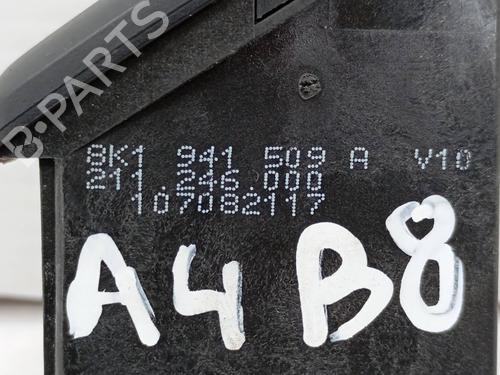 B-PARTS
8K1 941 509 A V10
211.246.000
107082117
A4 B8